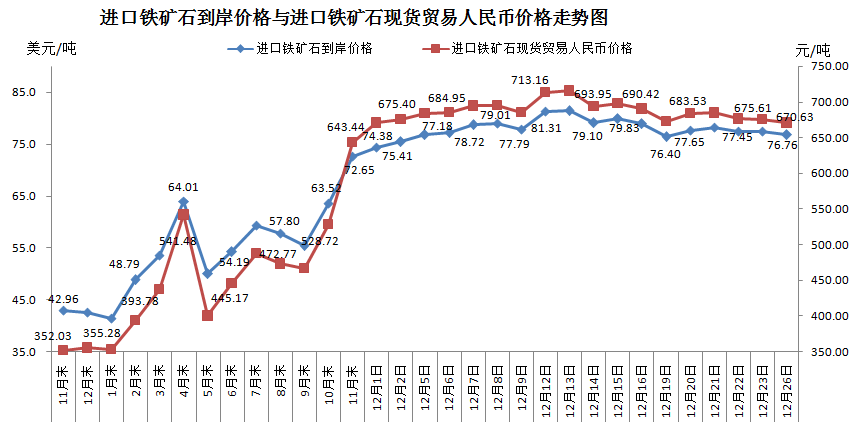 进口铁矿石到岸价格与进口铁矿石现货贸易人民币价格走势图
美元/吨
进口铁矿石到岸价格
进口铁矿石现货贸易人民币价格
元/吨
85.0
75.0
65.0
55.0
45.0
35.0
750.00
700.00
650.00
600.00
550.00
500.00
450.00
400.00
350.00
42.96
48.79
64.01
54.19
57.80
63.52
72.65
74.38
75.41
77.18
78.72
79.01
77.79
81.31
79.10
79.83
76.40
77.65
77.45
76.76
352.03
355.28
393.78
541.48
445.17
472.77
528.72
643.44
675.40
684.95
713.16
693.95
690.42
683.53
675.61
670.63
11月末
12月末
1月末
2月末
3月末
4月末
5月末
6月末
7月末
8月末
9月末
10月末
11月末
12月1日
12月2日
12月5日
12月6日
12月7日
12月8日
12月9日
12月12日
12月13日
12月14日
12月15日
12月16日
12月19日
12月20日
12月21日
12月22日
12月23日
12月26日